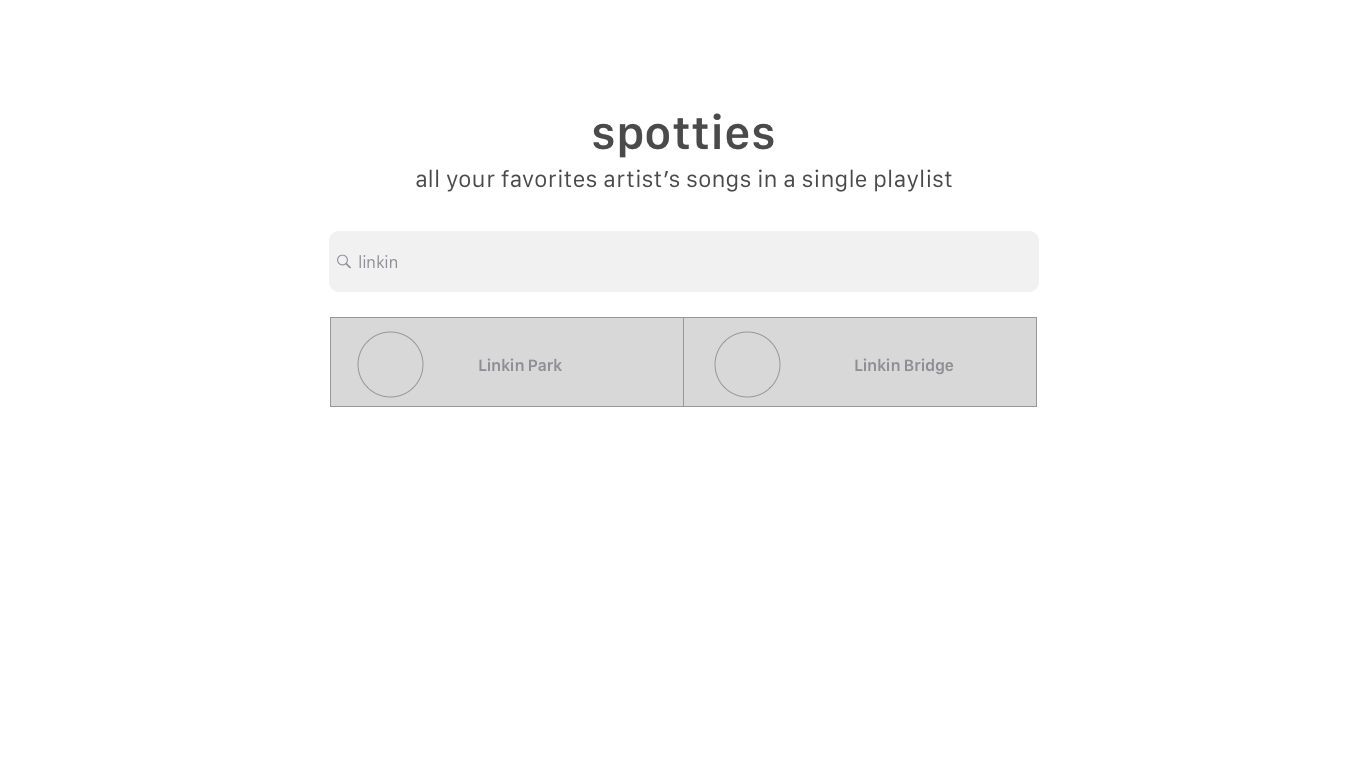 spotties
all your favorites artist’s songs in a single playlist
linkin
Linkin Park
Linkin Bridge